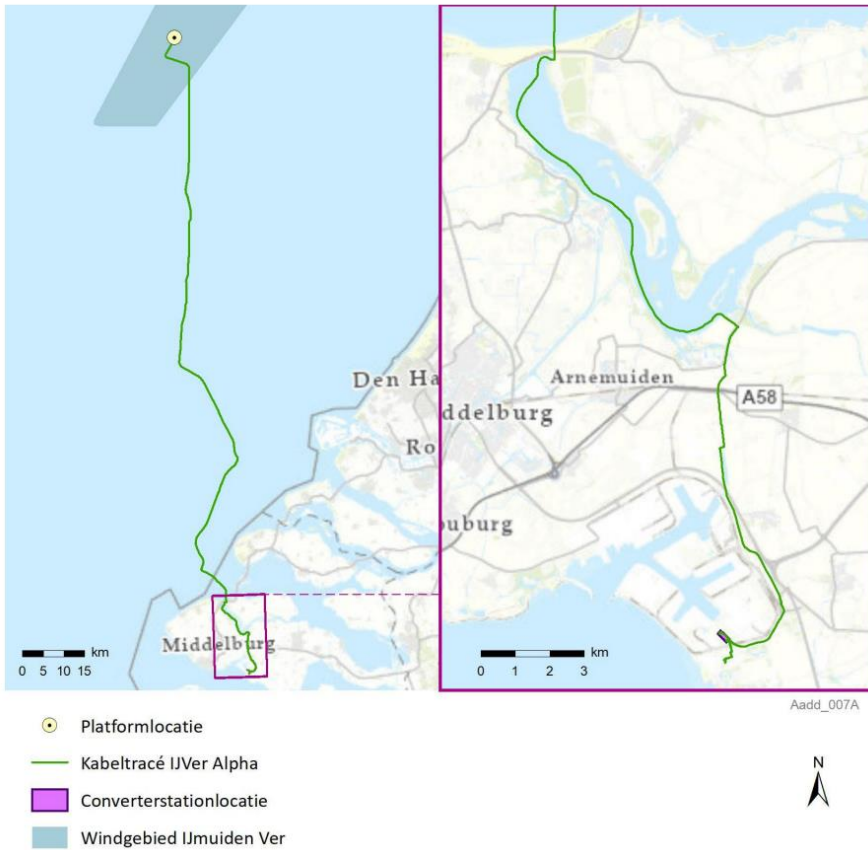 Den Ha
Ro
Middelburg
0 5 10 15 km
Arnemuiden
A58
ddelburg
ouburg
0 1 2 3 km
Aadd_007A
Platformlocatie
Kabeltracé IJVer Alpha
Converterstationlocatie
Windgebied IJmuiden Ver
N